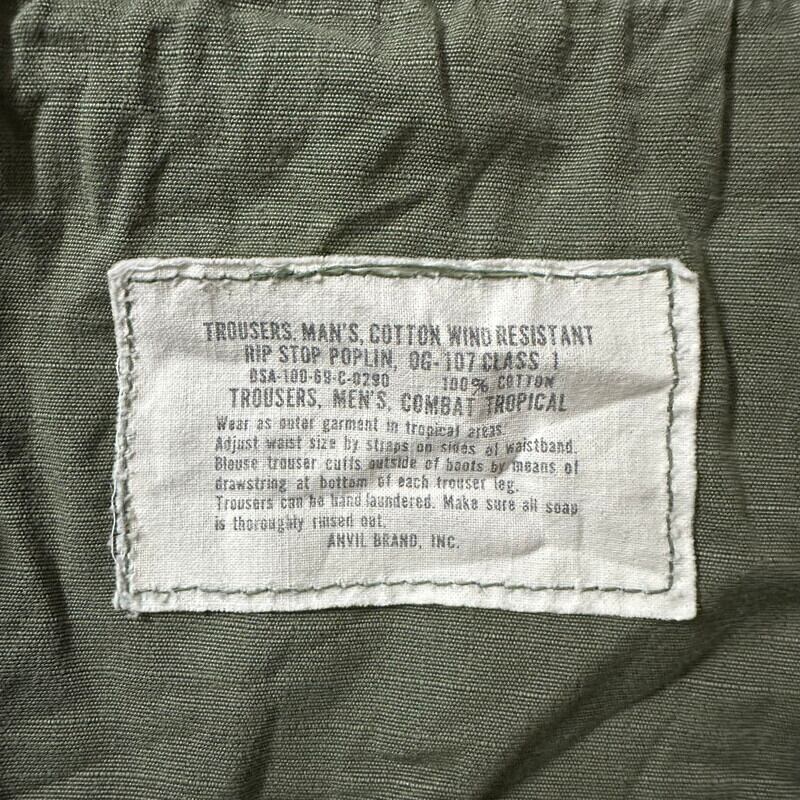 TROUSERS, MAN'S, COTTON WIND RESISTANT
RIP STOP POPLIN, OG-107 CLASS 1
DSA-100-69-C-0290 100% COTTON
TROUSERS, MEN'S, COMBAT TROPICAL
Wear as outer garment in tropical areas.
Adjust waist size by straps on sides of waistband.
Blouse trouser cuffs outside of boots by means of
drawstring at bottom of each trouser leg.
Trousers can be hand laundered. Make sure all soap
is thoroughly rinsed out.
ANVIL BRAND, INC.